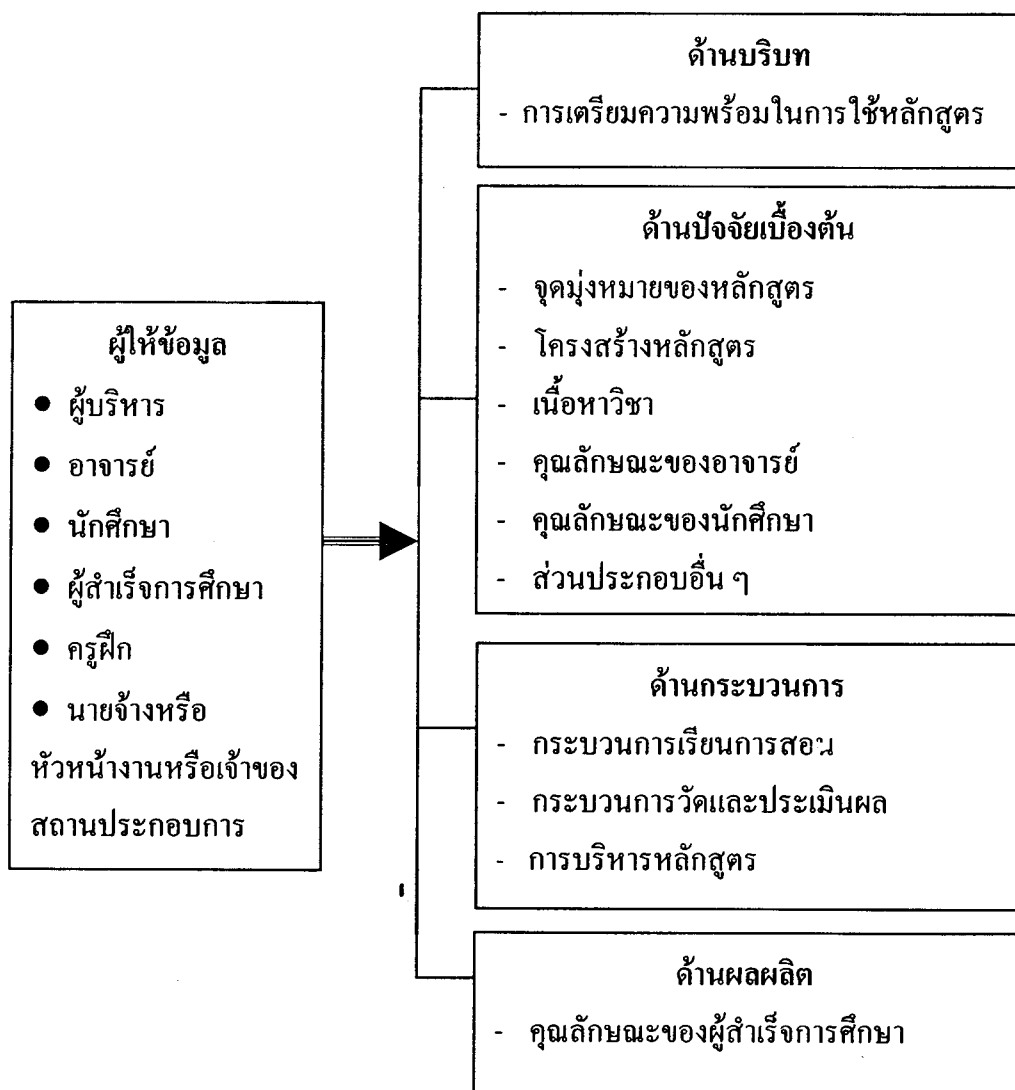 ผู้ให้ข้อมูล
● ผู้บริหาร
● อาจารย์
● นักศึกษา
● ผู้สำเร็จการศึกษา
● ครูฝึก
● นายจ้างหรือ
หัวหน้างานหรือเจ้าของ
สถานประกอบการ
ด้านบริบท
- การเตรียมความพร้อมในการใช้หลักสูตร
ด้านปัจจัยเบื้องต้น
- จุดมุ่งหมายของหลักสูตร
- โครงสร้างหลักสูตร
- เนื้อหาวิชา
- คุณลักษณะของอาจารย์
- คุณลักษณะของนักศึกษา
- ส่วนประกอบอื่น ๆ
ด้านกระบวนการ
- กระบวนการเรียนการสอน
- กระบวนการวัดและประเมินผล
- การบริหารหลักสูตร
ด้านผลผลิต
- คุณลักษณะของผู้สำเร็จการศึกษา